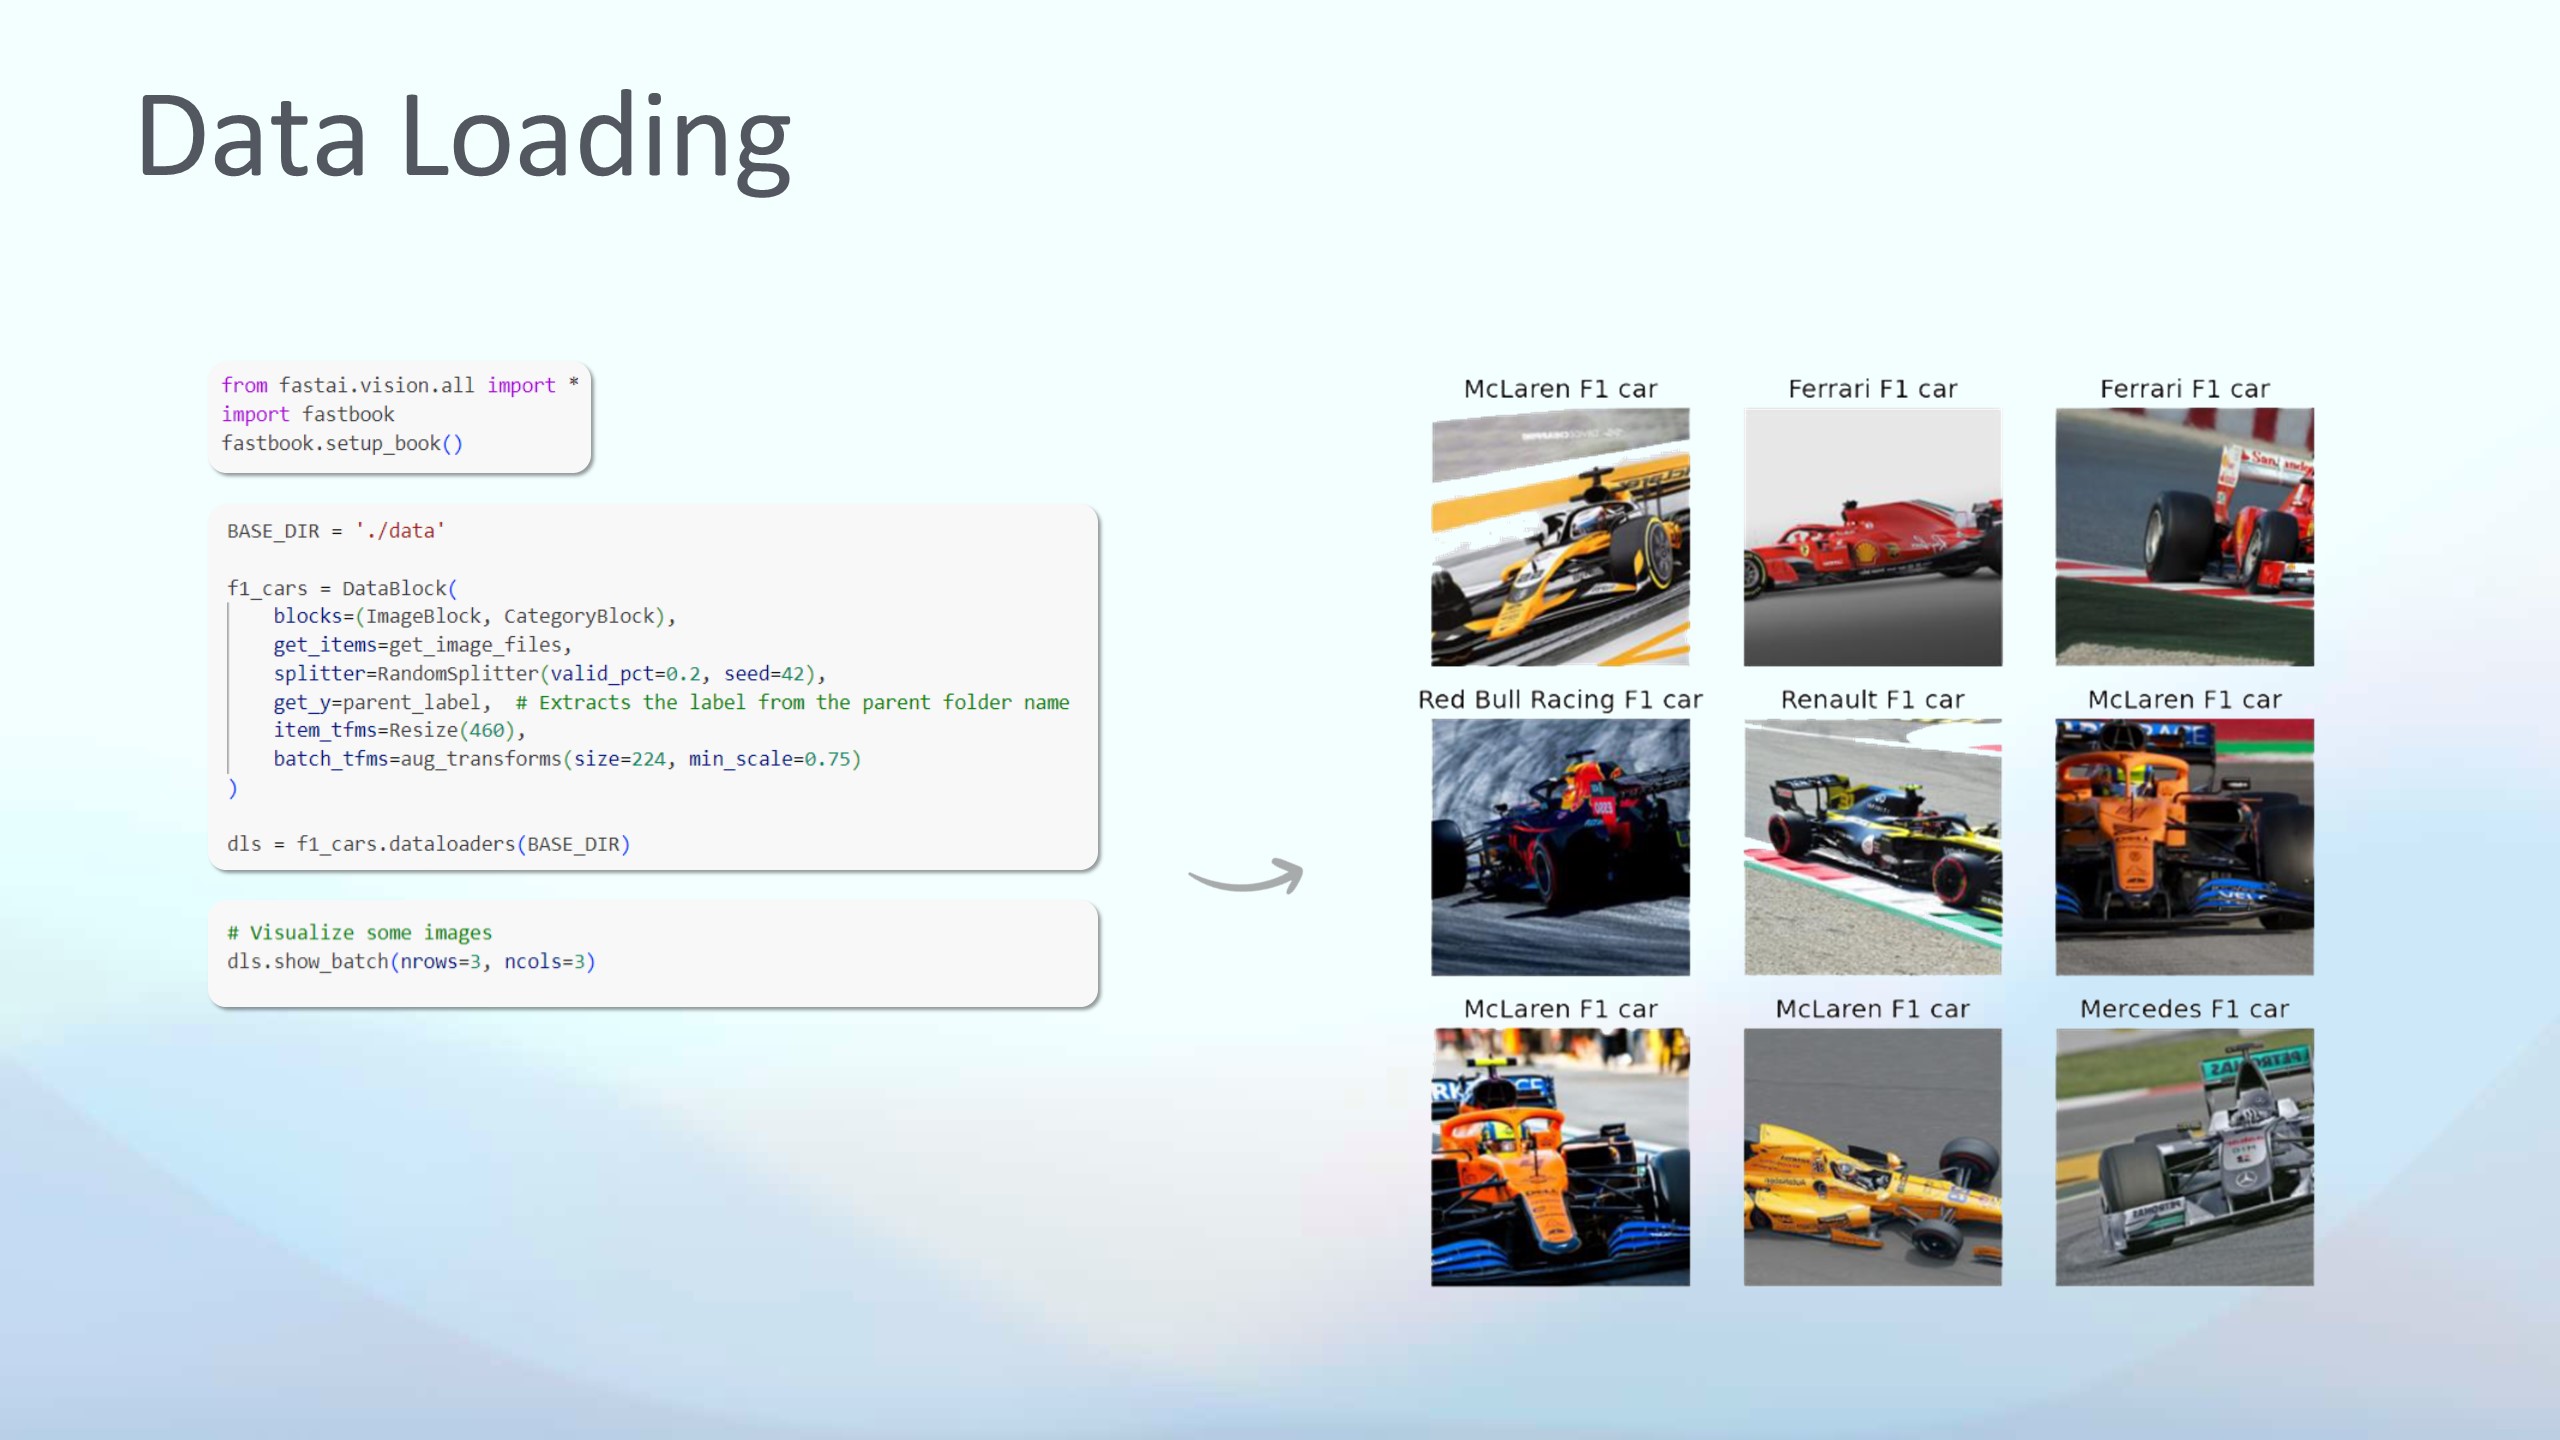 Data Loading
from fastai.vision.all import *
import fastbook
fastbook.setup_book()
BASE_DIR = './data'
f1_cars = DataBlock(
    blocks=(ImageBlock, CategoryBlock),
    get_items=get_image_files,
    splitter=RandomSplitter(valid_pct=0.2, seed=42),
    get_y=parent_label,  # Extracts the label from the parent folder name
    item_tfms=Resize(460),
    batch_tfms=aug_transforms(size=224, min_scale=0.75)
)
dls = f1_cars.dataloaders(BASE_DIR)
# Visualize some images
dls.show_batch(nrows=3, ncols=3)
McLaren F1 car
Ferrari F1 car
Ferrari F1 car
Red Bull Racing F1 car
Renault F1 car
McLaren F1 car
McLaren F1 car
McLaren F1 car
Mercedes F1 car
PETRONAS